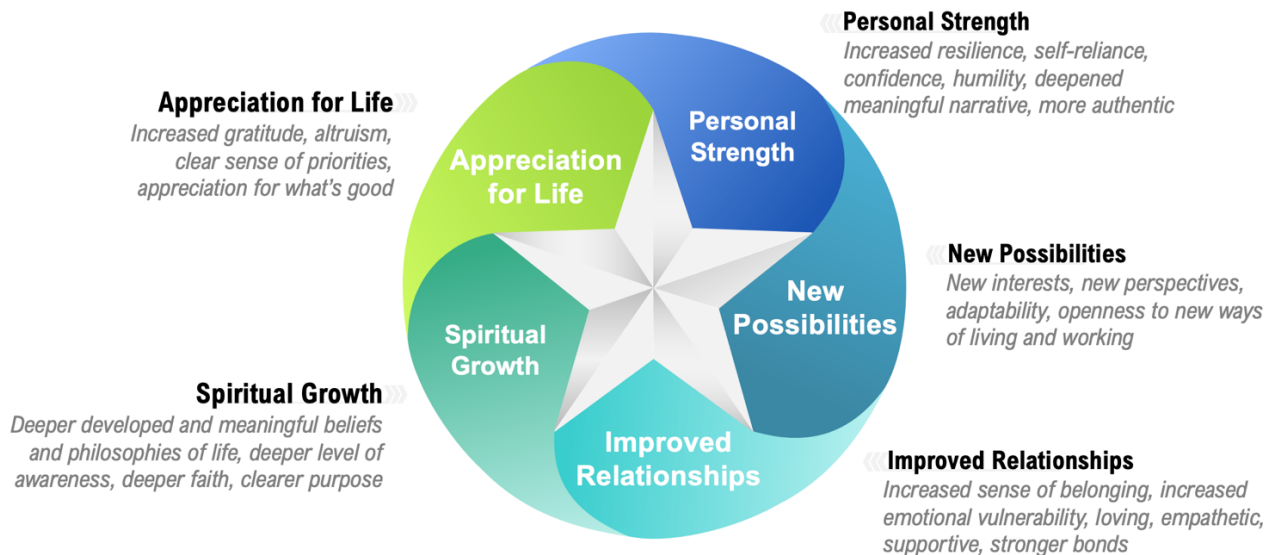 Personal Strength
Increased resilience, self-reliance,
confidence, humility, deepened
meaningful narrative, more authentic
Appreciation for Life
Increased gratitude, altruism,
clear sense of priorities,
appreciation for what's good
Personal
Strength
Appreciation
for Life
New Possibilities
New interests, new perspectives,
adaptability, openness to new ways
of living and working
New
Possibilities
Spiritual
Growth
Spiritual Growth
Deeper developed and meaningful beliefs
and philosophies of life, deeper level of
awareness, deeper faith, clearer purpose
Improved
Relationships
Improved Relationships
Increased sense of belonging, increased
emotional vulnerability, loving, empathetic,
supportive, stronger bonds